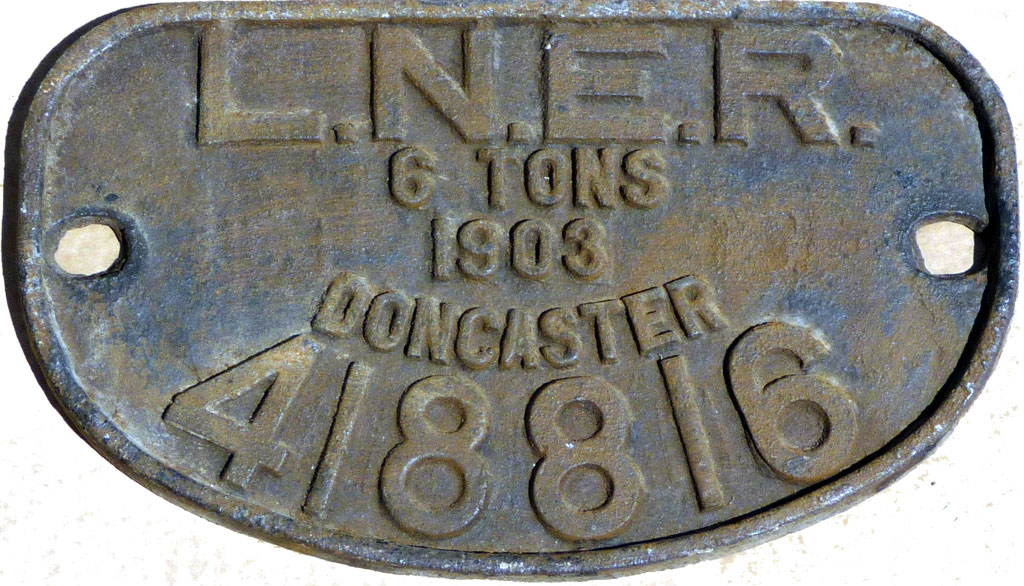 L.N.E.R.
6 TONS
1903
DONCASTER
418816